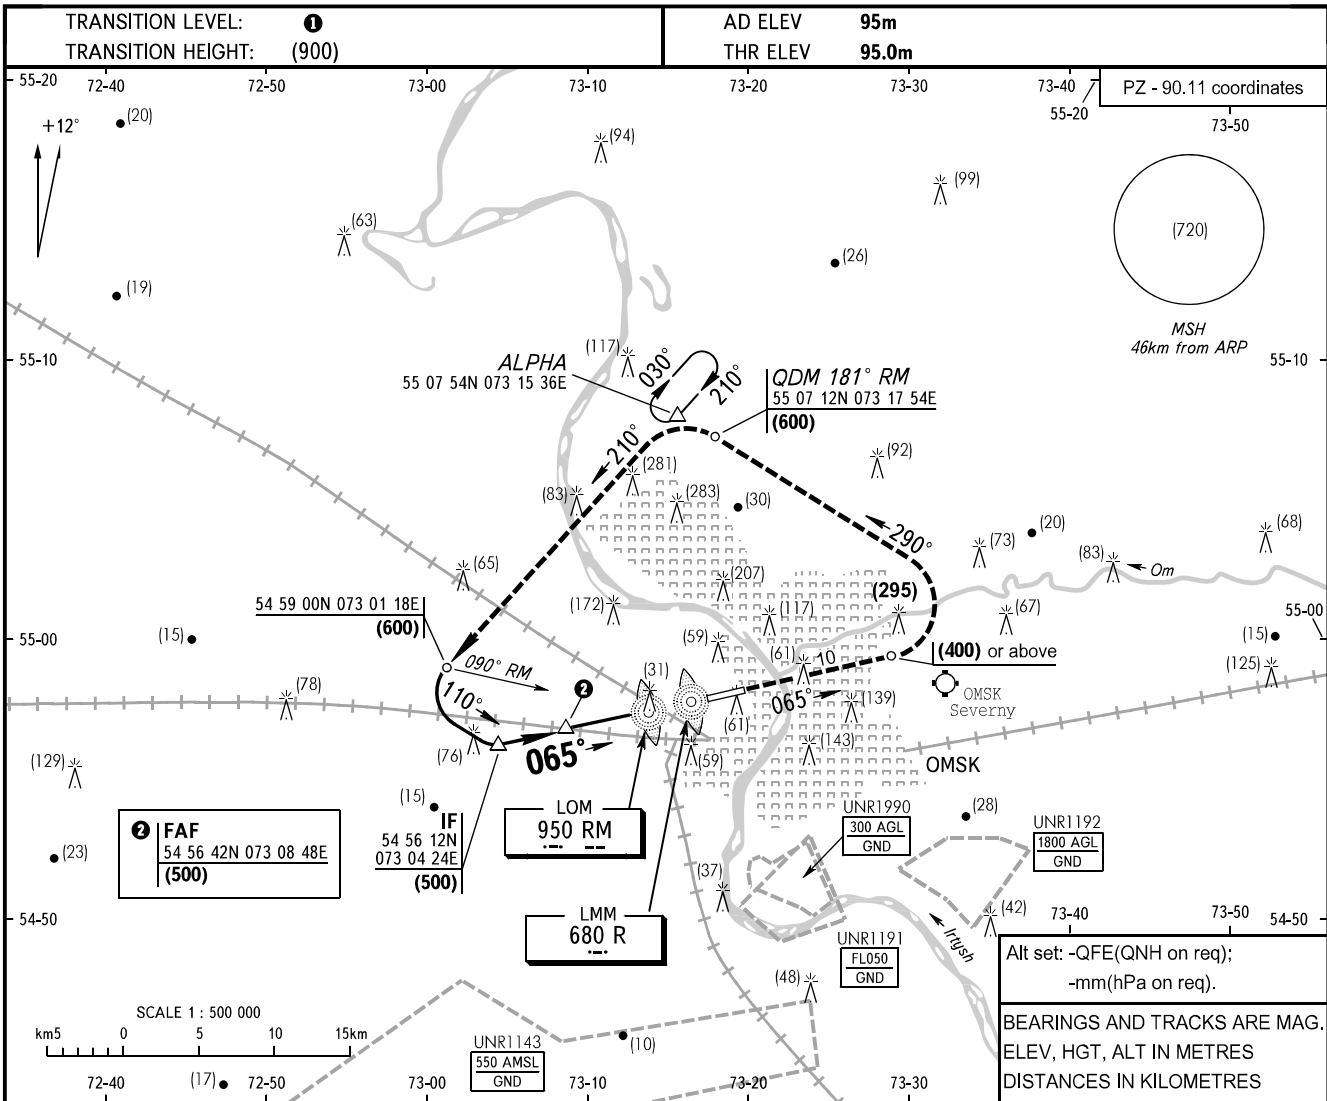 TRANSITION LEVEL: ❶
TRANSITION HEIGHT: (900)
AD ELEV 95m
THR ELEV 95.0m
55-20
72-40
72-50
73-00
73-10
73-20
73-30
73-40
55-20
PZ - 90.11 coordinates
73-50
+12°
(20)
(94)
(99)
(63)
(720)
(26)
(19)
MSH
46km from ARP
55-10
55-10
ALPHA
55 07 54N 073 15 36E
(117)
030°
210°
QDM 181° RM
55 07 12N 073 17 54E
(600)
210°
(281)
(92)
(83)
(283)
(30)
290°
(20)
(68)
(73)
(83)
Om
(65)
(207)
(295)
54 59 00N 073 01 18E
(600)
(172)
(117)
(67)
55-00
55-00
(15)
(59)
(15)
(61)
10
(400) or above
090° RM
(31)
(125)
110°
❷
(78)
065°
(139)
OMSK
Severny
(61)
(76)
065°
(59)
(143)
(129)
OMSK
(15)
IF
54 56 12N
073 04 24E
(500)
LOM
950 RM
UNR1990
300 AGL
GND
(28)
UNR1192
1800 AGL
GND
❷ FAF
54 56 42N 073 08 48E
(500)
(23)
(37)
LMM
680 R
54-50
(42)
73-40
73-50
54-50
Irtysh
UNR1191
FL050
GND
Alt set: -QFE(QNH on req);
-mm(hPa on req).
(48)
SCALE 1 : 500 000
km5 0 5 10 15km
BEARINGS AND TRACKS ARE MAG.
ELEV, HGT, ALT IN METRES
DISTANCES IN KILOMETRES
UNR1143
550 AMSL
GND
(10)
(17)
72-40
72-50
73-00
73-10
73-20
73-30